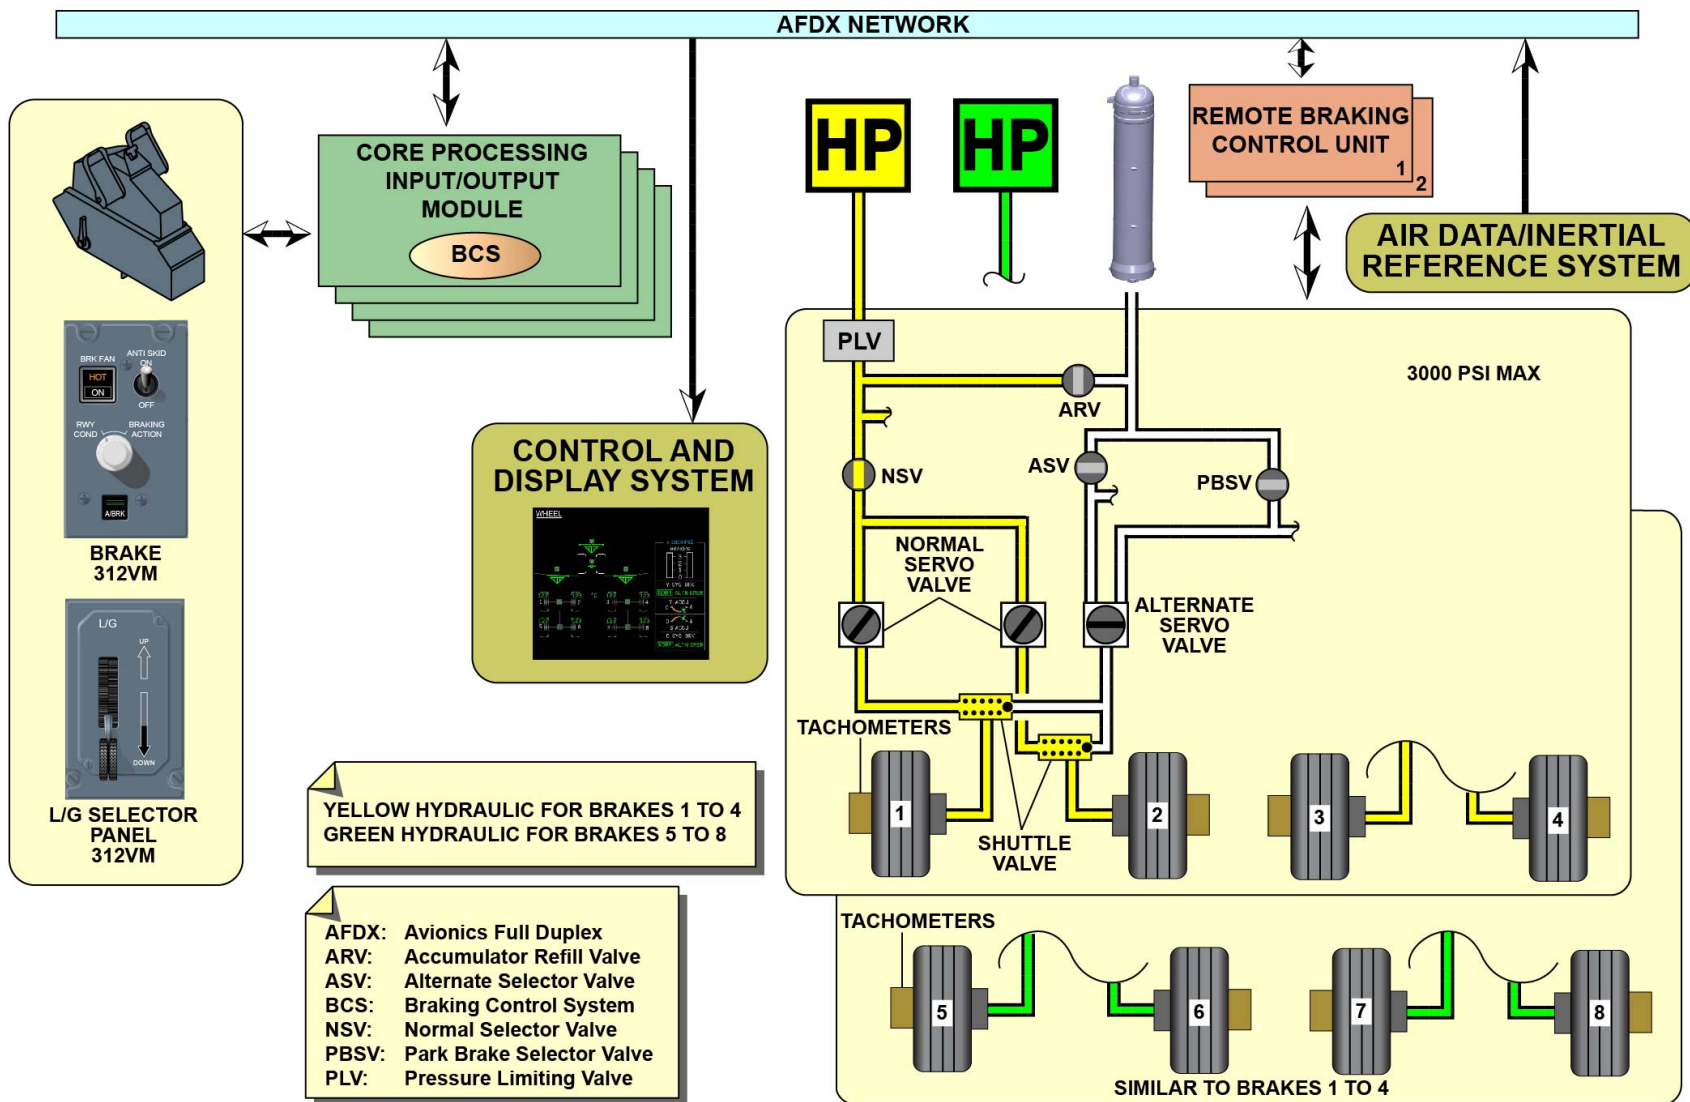 AFDX NETWORK
CORE PROCESSING
INPUT/OUTPUT
MODULE
BCS
HP
HP
REMOTE BRAKING
CONTROL UNIT
1
2
AIR DATA/INERTIAL
REFERENCE SYSTEM
BRK FAN
HOT
ON
ANTI SKID
ON
OFF
RWY
COND
BRAKING
ACTION
A/BRK
BRAKE
312VM
L/G
UP
DOWN
L/G SELECTOR
PANEL
312VM
CONTROL AND
DISPLAY SYSTEM
WHEEL
PLV
3000 PSI MAX
ARV
NSV
ASV
PBSV
NORMAL
SERVO
VALVE
ALTERNATE
SERVO
VALVE
TACHOMETERS
1
2
3
4
SHUTTLE
VALVE
YELLOW HYDRAULIC FOR BRAKES 1 TO 4
GREEN HYDRAULIC FOR BRAKES 5 TO 8
AFDX: Avionics Full Duplex
ARV: Accumulator Refill Valve
ASV: Alternate Selector Valve
BCS: Braking Control System
NSV: Normal Selector Valve
PBSV: Park Brake Selector Valve
PLV: Pressure Limiting Valve
TACHOMETERS
5
6
7
8
SIMILAR TO BRAKES 1 TO 4